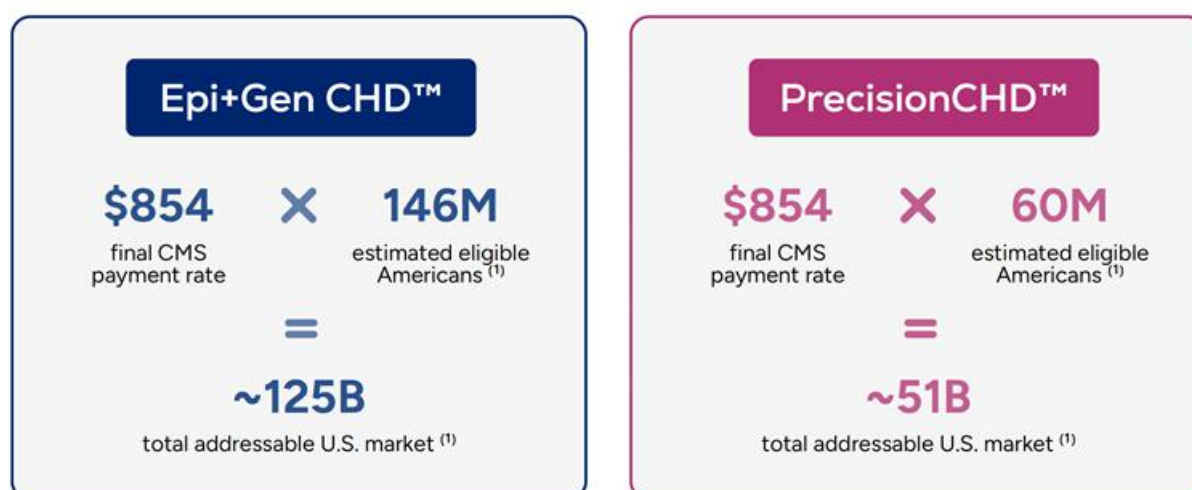 Epi+Gen CHD™
$854 × 146M
final CMS payment rate
estimated eligible Americans (1)
=
~125B
total addressable U.S. market (1)
PrecisionCHD™
$854 × 60M
final CMS payment rate
estimated eligible Americans (1)
=
~51B
total addressable U.S. market (1)